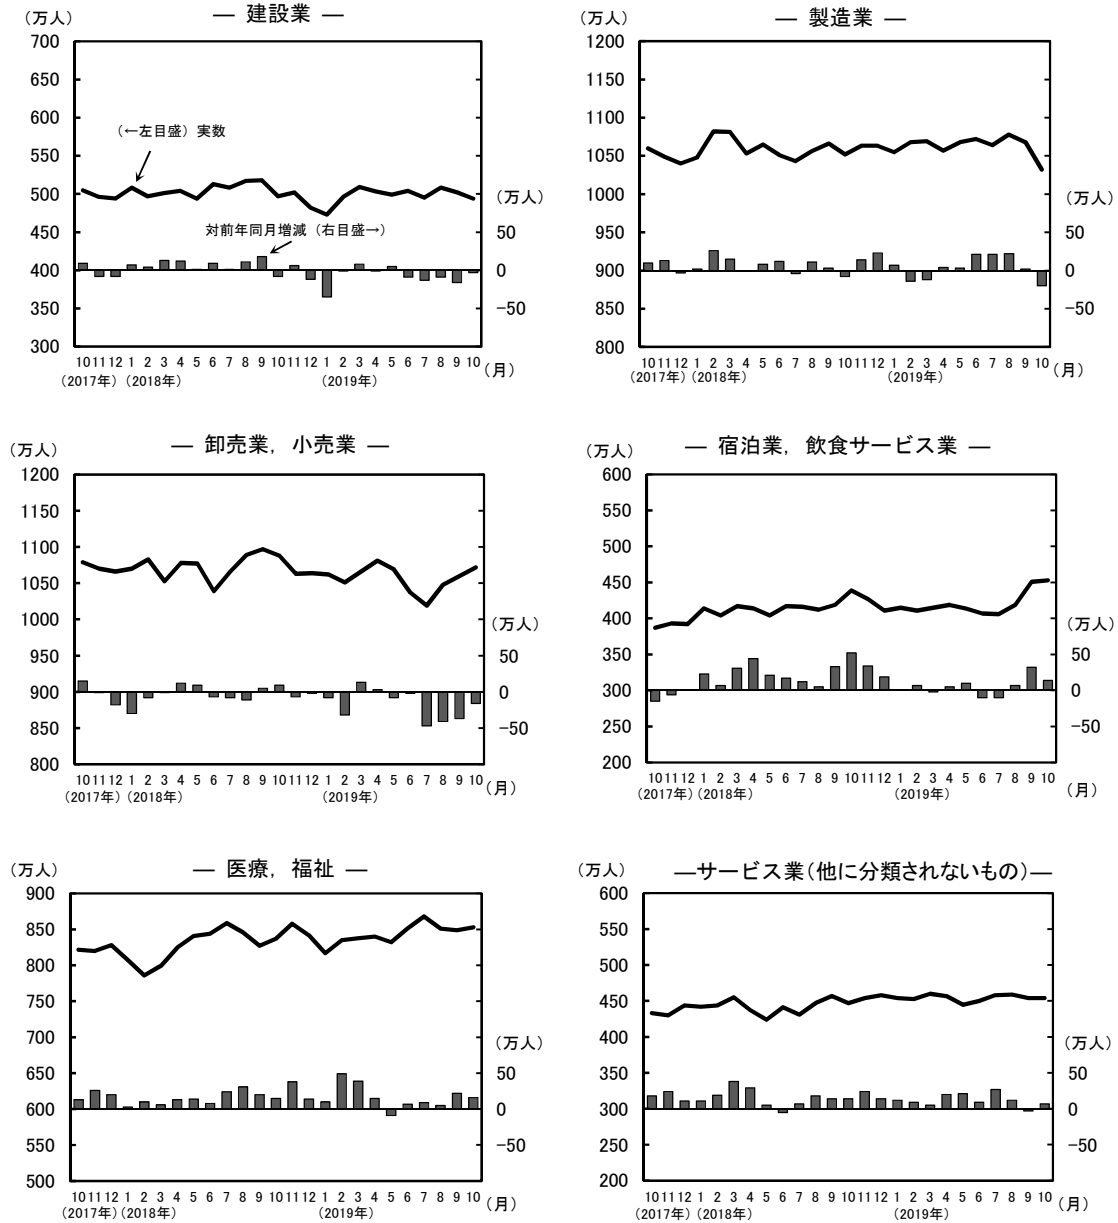 （万人）
― 建設業 ―
700
650
600
550
500
450
400
350
300
（←左目盛）実数
対前年同月増減（右目盛→）
（万人）
50
0
−50
10 11 12 1 2 3 4 5 6 7 8 9 10 11 12 1 2 3 4 5 6 7 8 9 10
（月）
（2017年）（2018年） （2019年）
（万人）
― 製造業 ―
1200
1150
1100
1050
1000
950
900
850
800
（万人）
50
0
−50
10 11 12 1 2 3 4 5 6 7 8 9 10 11 12 1 2 3 4 5 6 7 8 9 10
（月）
（2017年）（2018年） （2019年）
（万人）
― 卸売業，小売業 ―
1200
1150
1100
1050
1000
950
900
850
800
（万人）
50
0
−50
10 11 12 1 2 3 4 5 6 7 8 9 10 11 12 1 2 3 4 5 6 7 8 9 10
（月）
（2017年）（2018年） （2019年）
（万人）
― 宿泊業，飲食サービス業 ―
600
550
500
450
400
350
300
250
200
（万人）
50
0
−50
10 11 12 1 2 3 4 5 6 7 8 9 10 11 12 1 2 3 4 5 6 7 8 9 10
（月）
（2017年）（2018年） （2019年）
（万人）
― 医療，福祉 ―
900
850
800
750
700
650
600
550
500
（万人）
50
0
−50
10 11 12 1 2 3 4 5 6 7 8 9 10 11 12 1 2 3 4 5 6 7 8 9 10
（月）
（2017年）（2018年） （2019年）
（万人）
―サービス業（他に分類されないもの）―
600
550
500
450
400
350
300
250
200
（万人）
50
0
−50
10 11 12 1 2 3 4 5 6 7 8 9 10 11 12 1 2 3 4 5 6 7 8 9 10
（月）
（2017年）（2018年） （2019年）